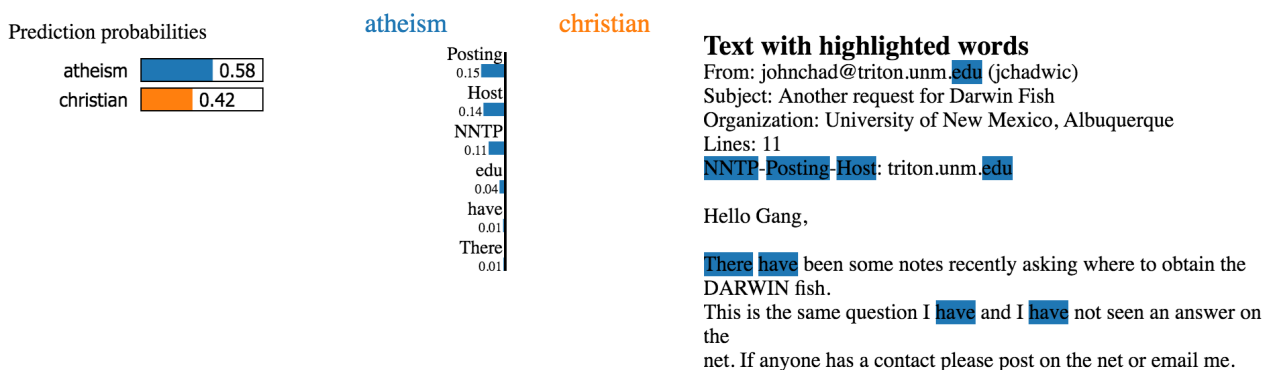 Prediction probabilities
atheism 0.58
christian 0.42
atheism christian
Posting
0.15
Host
0.14
NNTP
0.11
edu
0.04
have
0.01
There
0.01
Text with highlighted words
From: johnchad@triton.unm.edu (jchadwic)
Subject: Another request for Darwin Fish
Organization: University of New Mexico, Albuquerque
Lines: 11
NNTP-Posting-Host: triton.unm.edu
Hello Gang,
There have been some notes recently asking where to obtain the
DARWIN fish.
This is the same question I have and I have not seen an answer on
the
net. If anyone has a contact please post on the net or email me.